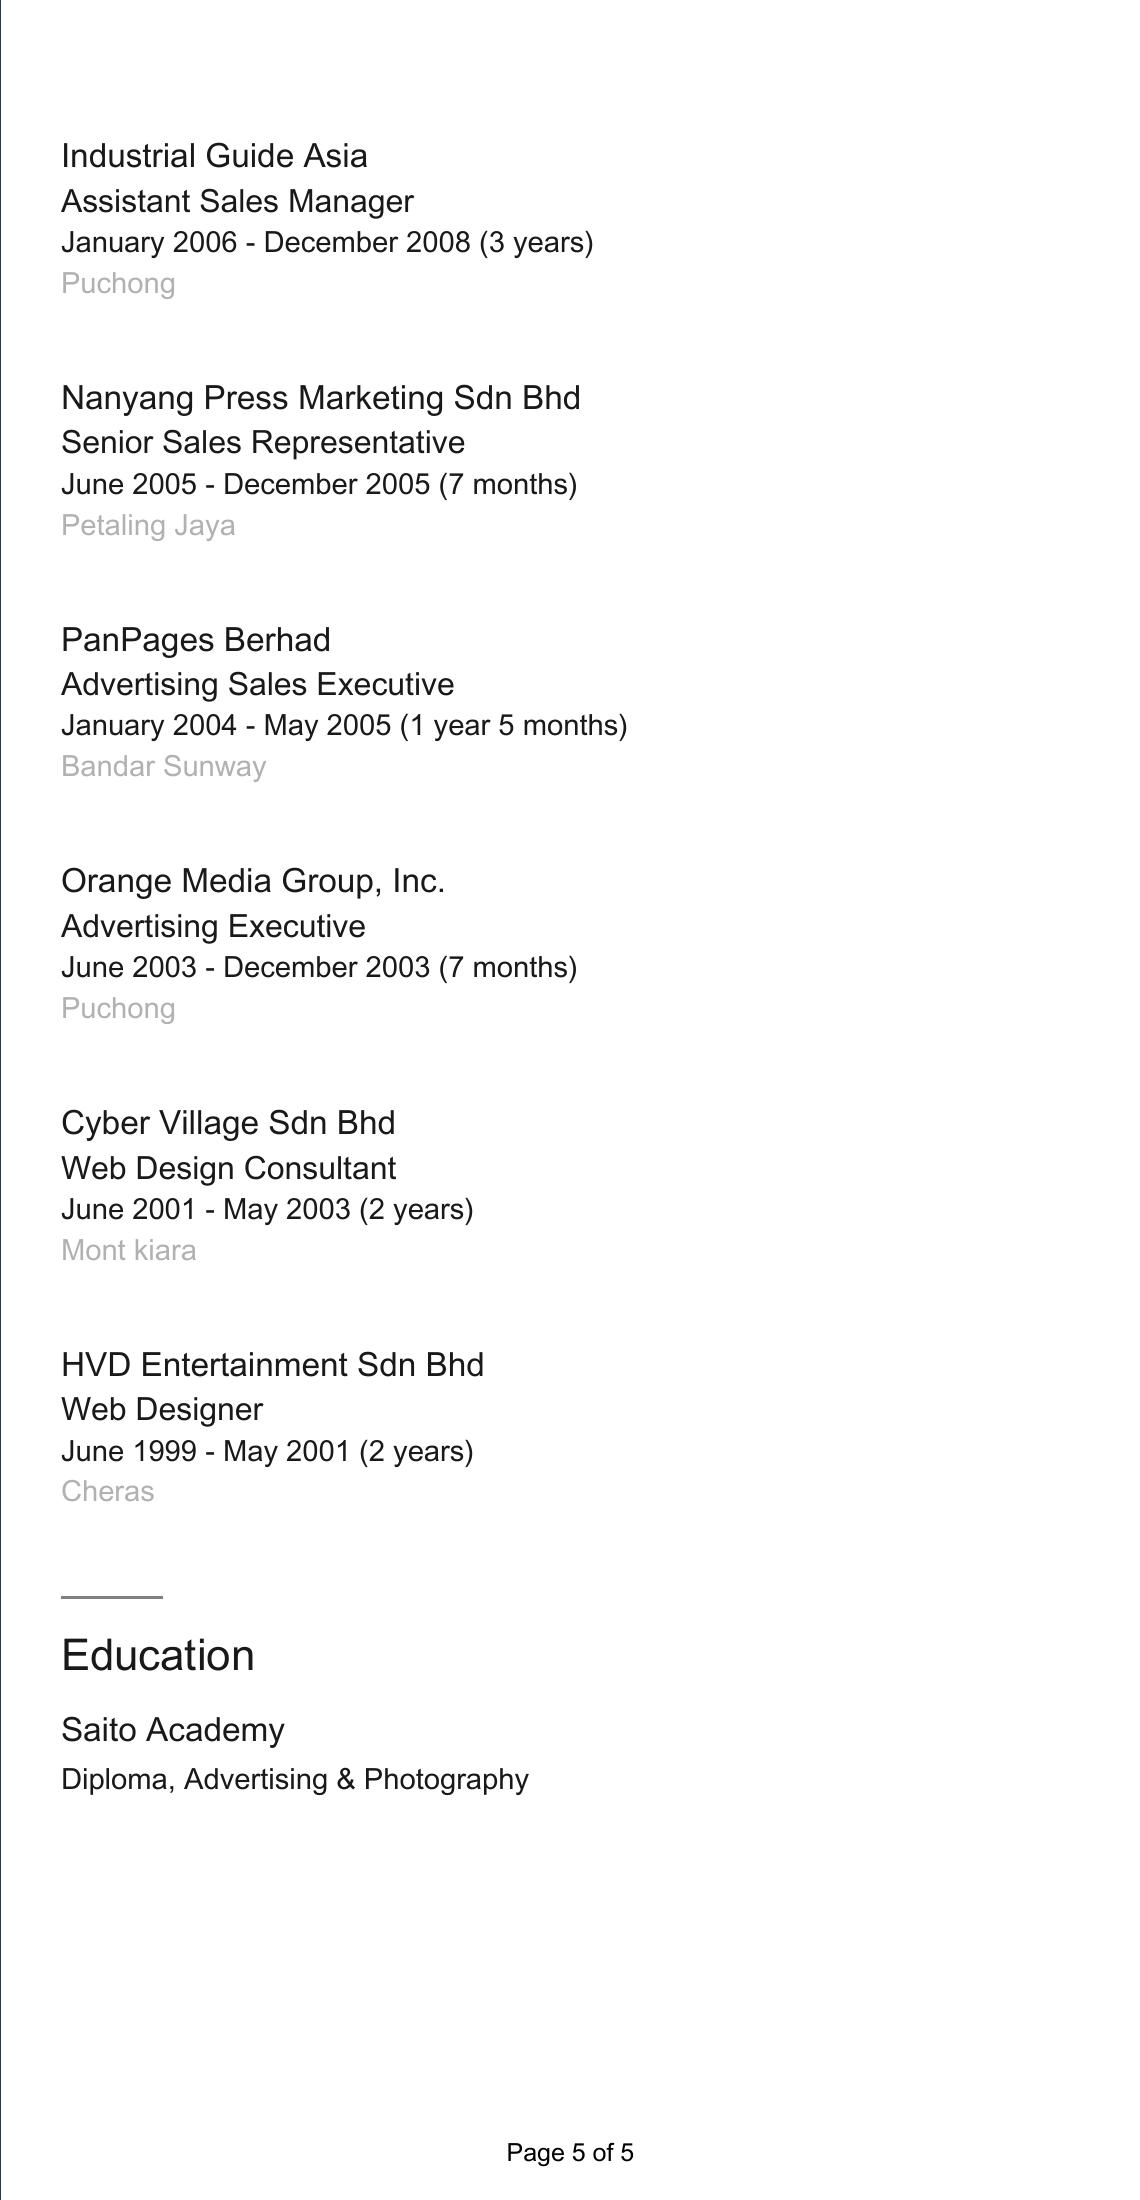 Industrial Guide Asia
Assistant Sales Manager
January 2006 - December 2008 (3 years)
Puchong
Nanyang Press Marketing Sdn Bhd
Senior Sales Representative
June 2005 - December 2005 (7 months)
Petaling Jaya
PanPages Berhad
Advertising Sales Executive
January 2004 - May 2005 (1 year 5 months)
Bandar Sunway
Orange Media Group, Inc.
Advertising Executive
June 2003 - December 2003 (7 months)
Puchong
Cyber Village Sdn Bhd
Web Design Consultant
June 2001 - May 2003 (2 years)
Mont kiara
HVD Entertainment Sdn Bhd
Web Designer
June 1999 - May 2001 (2 years)
Cheras
Education
Saito Academy
Diploma, Advertising & Photography
Page 5 of 5